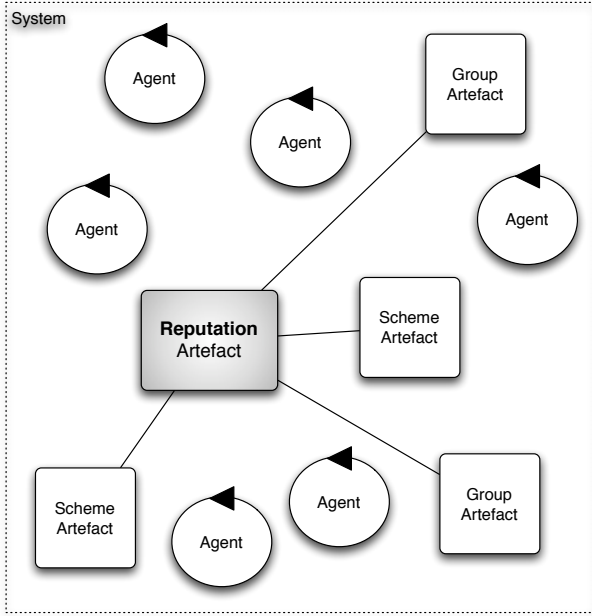 System
Agent
Group
Artefact
Agent
Agent
Agent
Reputation
Artefact
Scheme
Artefact
Scheme
Artefact
Agent
Agent
Group
Artefact